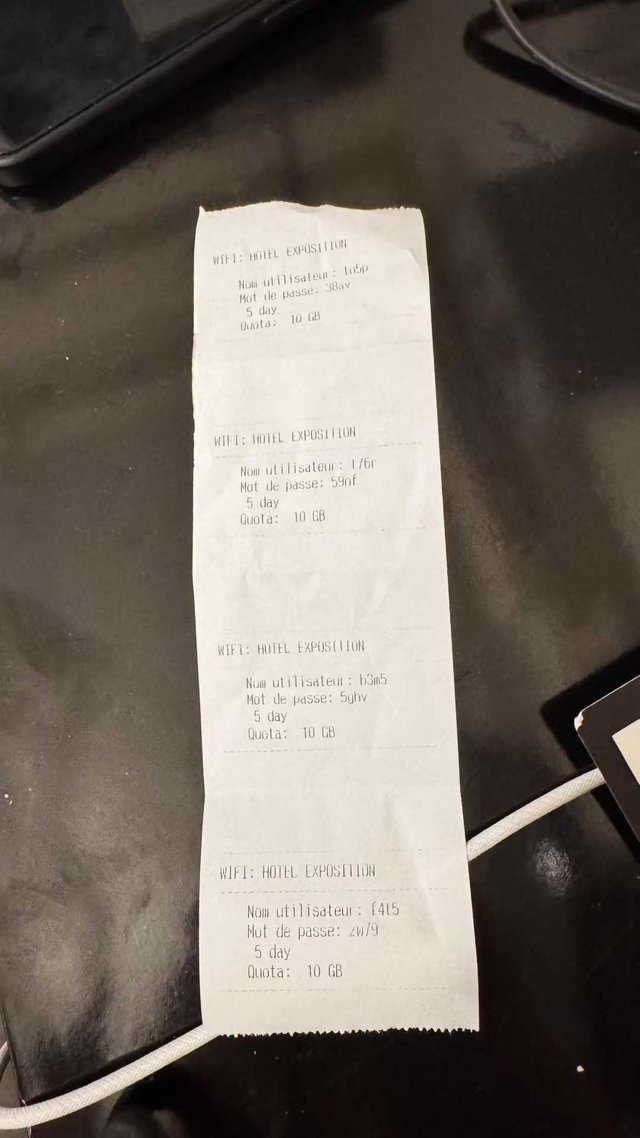 WIFI: HOTEL EXPOSITION
Nom utilisateur: tn5p
Mot de passe: 38av
5 day
Quota: 10 GB
WIFI: HOTEL EXPOSITION
Nom utilisateur: t76r
Mot de passe: 59nf
5 day
Quota: 10 GB
WIFI: HOTEL EXPOSITION
Nom utilisateur: b3m5
Mot de passe: 5ghv
5 day
Quota: 10 GB
WIFI: HOTEL EXPOSITION
Nom utilisateur: f4t5
Mot de passe: zw79
5 day
Quota: 10 GB